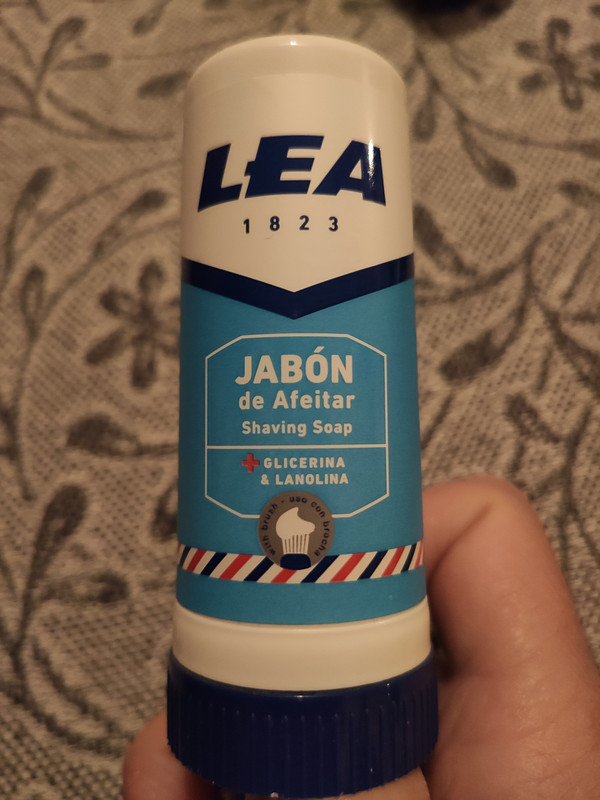 LEA
1823
JABÓN
de Afeitar
Shaving Soap
+ GLICERINA
& LANOLINA
with brush - uso con brocha